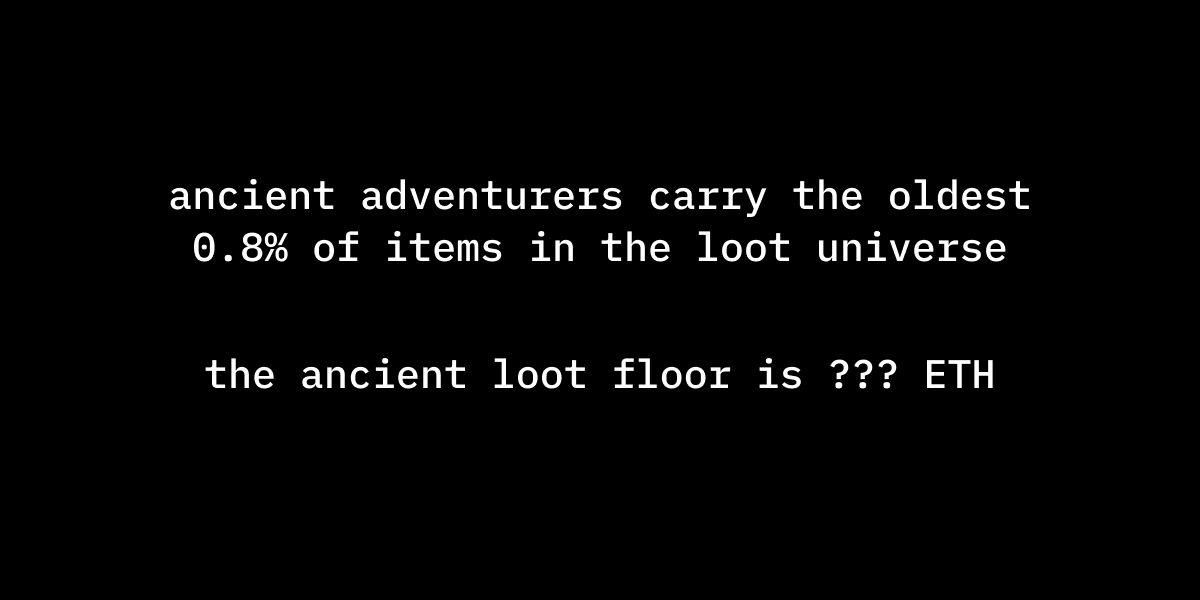 ancient adventurers carry the oldest
0.8% of items in the loot universe
the ancient loot floor is ??? ETH